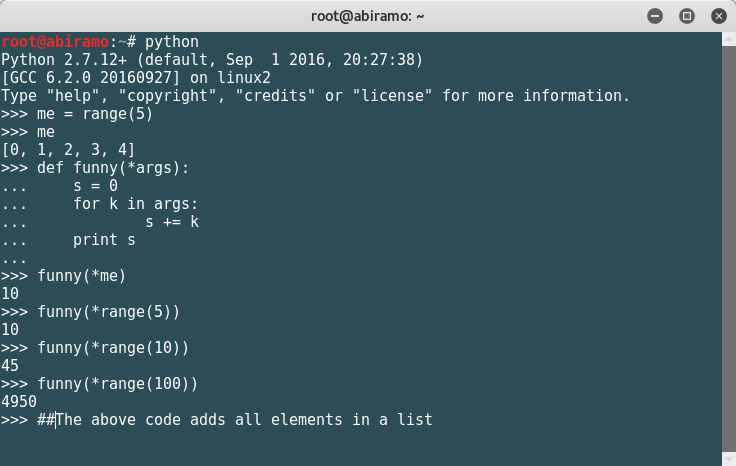 root@abiramo: ~
root@abiramo:~# python
Python 2.7.12+ (default, Sep  1 2016, 20:27:38)
[GCC 6.2.0 20160927] on linux2
Type "help", "copyright", "credits" or "license" for more information.
>>> me = range(5)
>>> me
[0, 1, 2, 3, 4]
>>> def funny(*args):
...     s = 0
...     for k in args:
...             s += k
...     print s
...
>>> funny(*me)
10
>>> funny(*range(5))
10
>>> funny(*range(10))
45
>>> funny(*range(100))
4950
>>> ##The above code adds all elements in a list